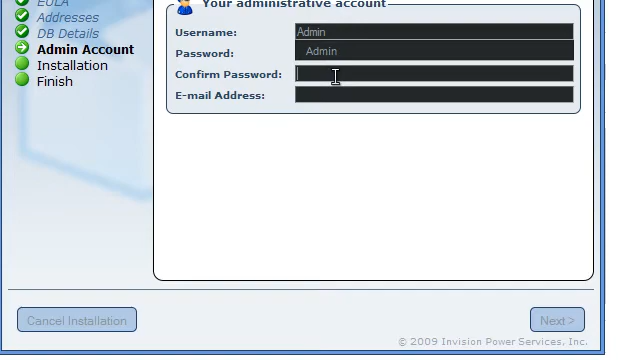 EULA
Addresses
DB Details
Admin Account
Installation
Finish
Your administrative account
Username: Admin
Password: Admin
Confirm Password:
E-mail Address:
Cancel Installation
Next >
© 2009 Invision Power Services, Inc.